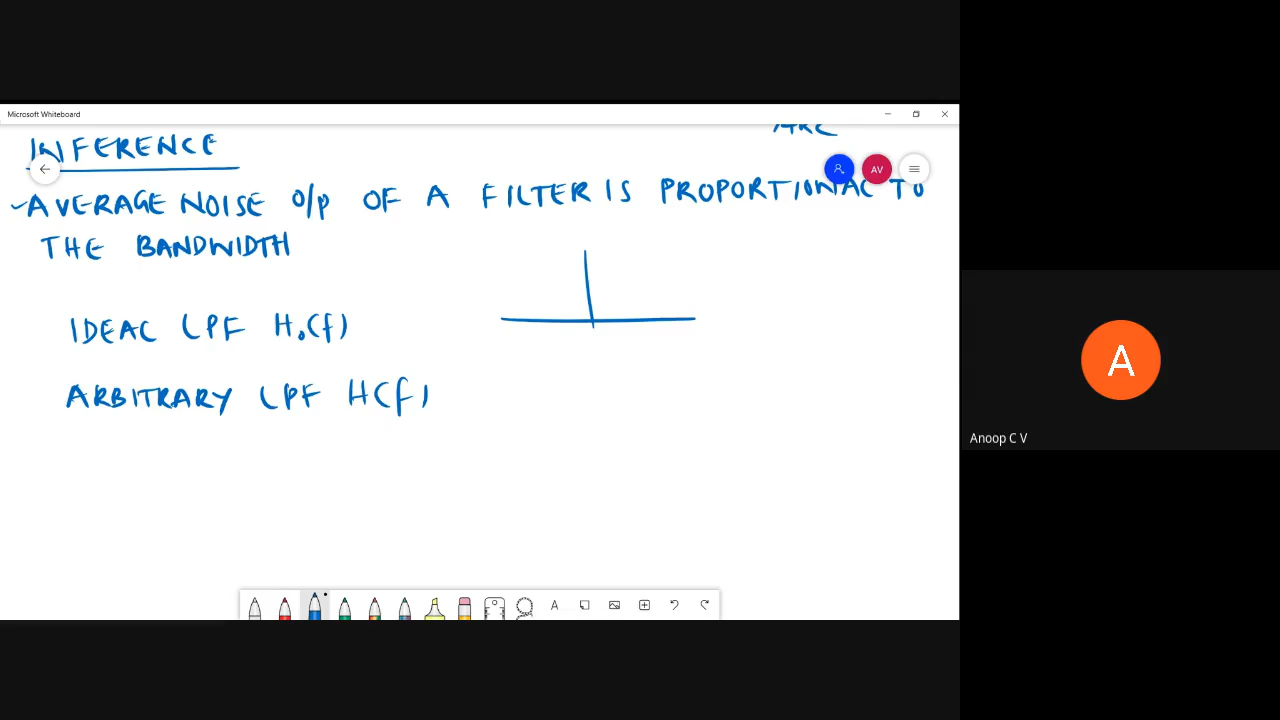 Microsoft Whiteboard
INFERENCE
AV
AVERAGE NOISE O/P OF A FILTER IS PROPORTIONAL TO
THE BANDWIDTH
IDEAL LPF H₀(f)
ARBITRARY LPF H(f)
A
Anoop C V
A